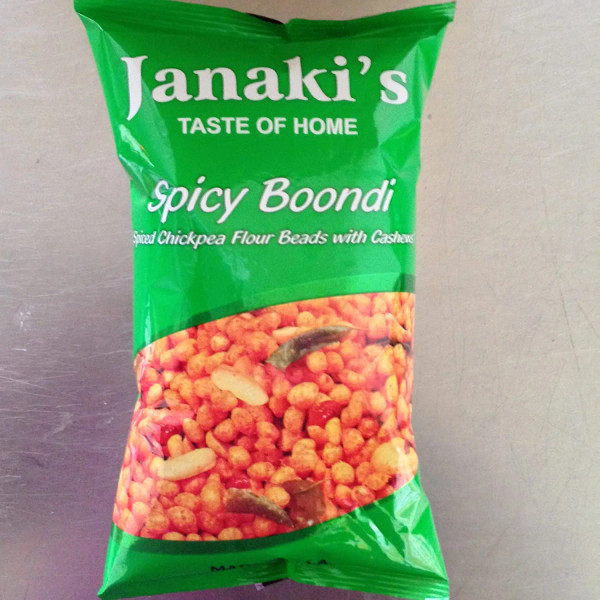 Janaki's
TASTE OF HOME
Spicy Boondi
Spiced Chickpea Flour Beads with Cashews